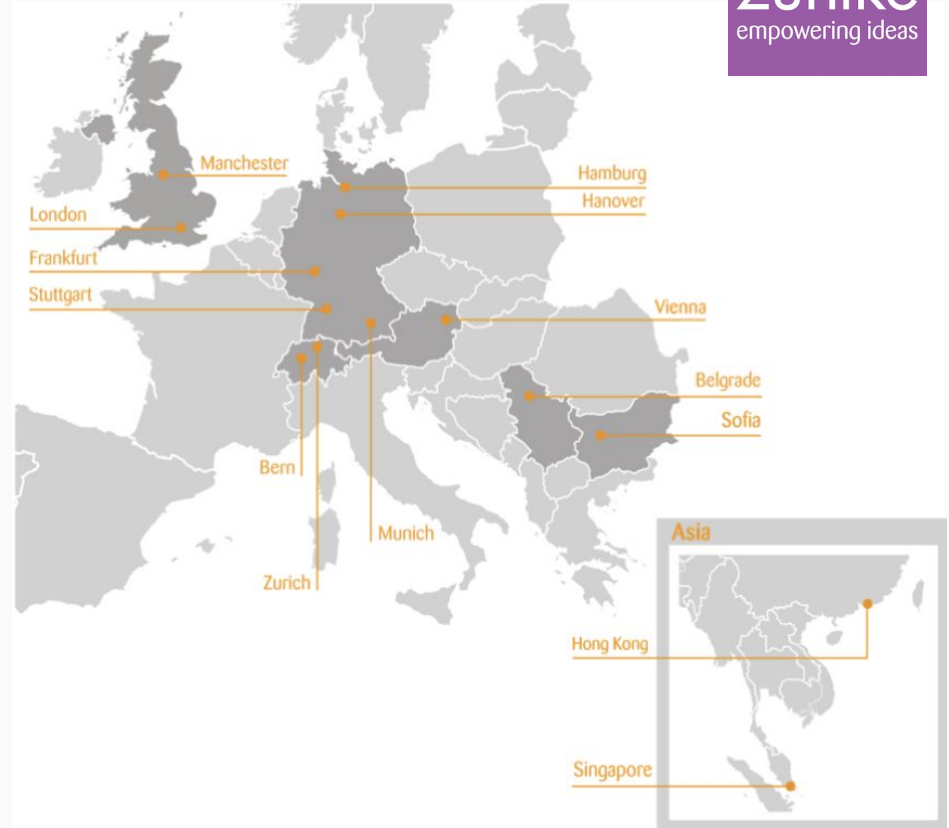 empowering ideas
Manchester
Hamburg
Hanover
London
Frankfurt
Stuttgart
Vienna
Belgrade
Sofia
Bern
Munich
Zurich
Asia
Hong Kong
Singapore